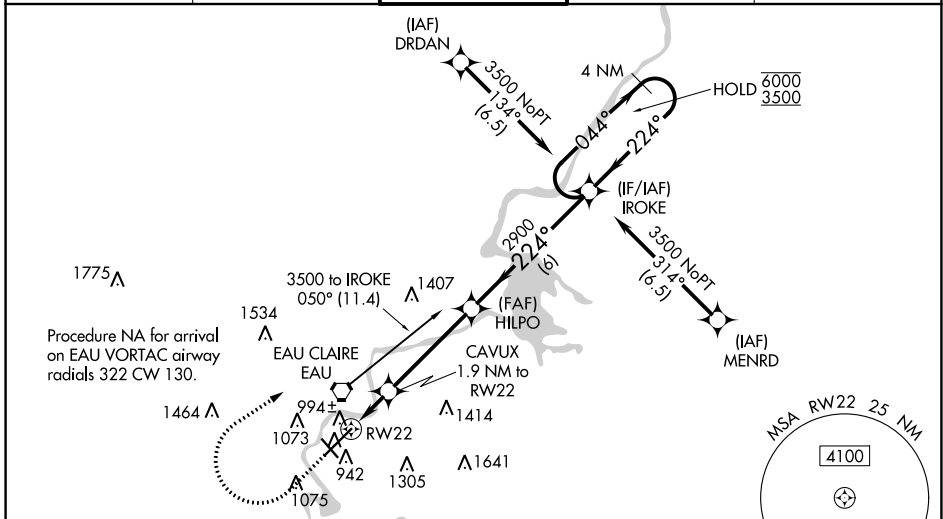 (IAF)
DRDAN
3500 NoPT
134°
(6.5)
4 NM
HOLD 6000
3500
044°
224°
(IF/IAF)
IROKE
2900
224°
(6)
3500 NoPT
314°
(6.5)
(IAF)
MENRD
1775
3500 to IROKE
050° (11.4)
1407
(FAF)
HILPO
1534
Procedure NA for arrival
on EAU VORTAC airway
radials 322 CW 130.
EAU CLAIRE
EAU
CAVUX
1.9 NM to
RW22
1464
994±
1073
RW22
1414
942
1305
1641
1075
MSA RW22 25 NM
4100